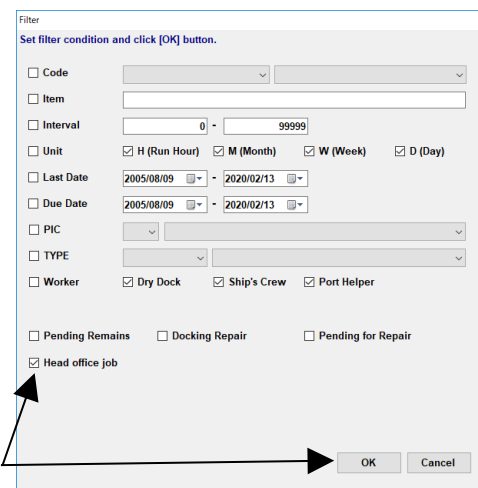 Filter
Set filter condition and click [OK] button.
Code
Item
Interval 0 - 99999
Unit H (Run Hour) M (Month) W (Week) D (Day)
Last Date 2005/08/09 - 2020/02/13
Due Date 2005/08/09 - 2020/02/13
PIC
TYPE
Worker Dry Dock Ship's Crew Port Helper
Pending Remains Docking Repair Pending for Repair
Head office job
OK Cancel